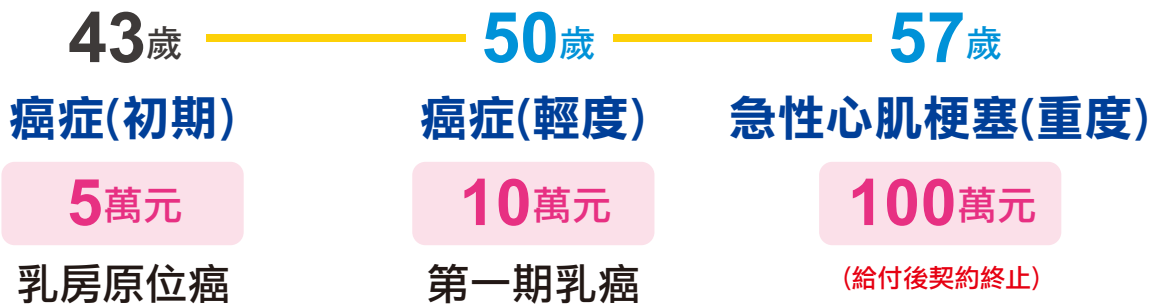 43歲 50歲 57歲
癌症(初期) 癌症(輕度) 急性心肌梗塞(重度)
5萬元 10萬元 100萬元
乳房原位癌 第一期乳癌 (給付後契約終止)